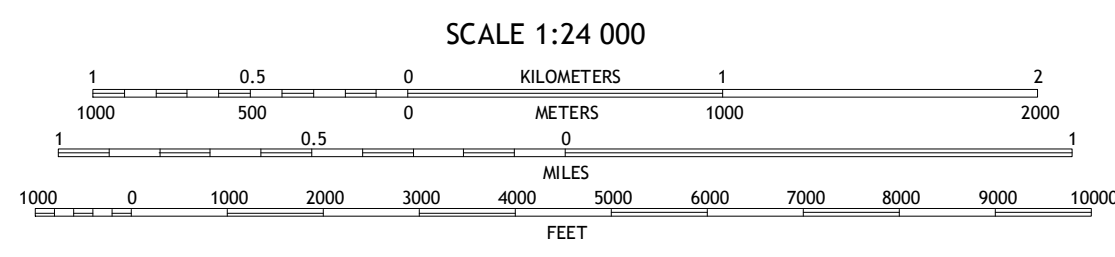 SCALE 1:24 000
1 0.5 0 KILOMETERS 1 2
1000 500 0 METERS 1000 2000
1 0.5 0 1
MILES
1000 0 1000 2000 3000 4000 5000 6000 7000 8000 9000 10000
FEET